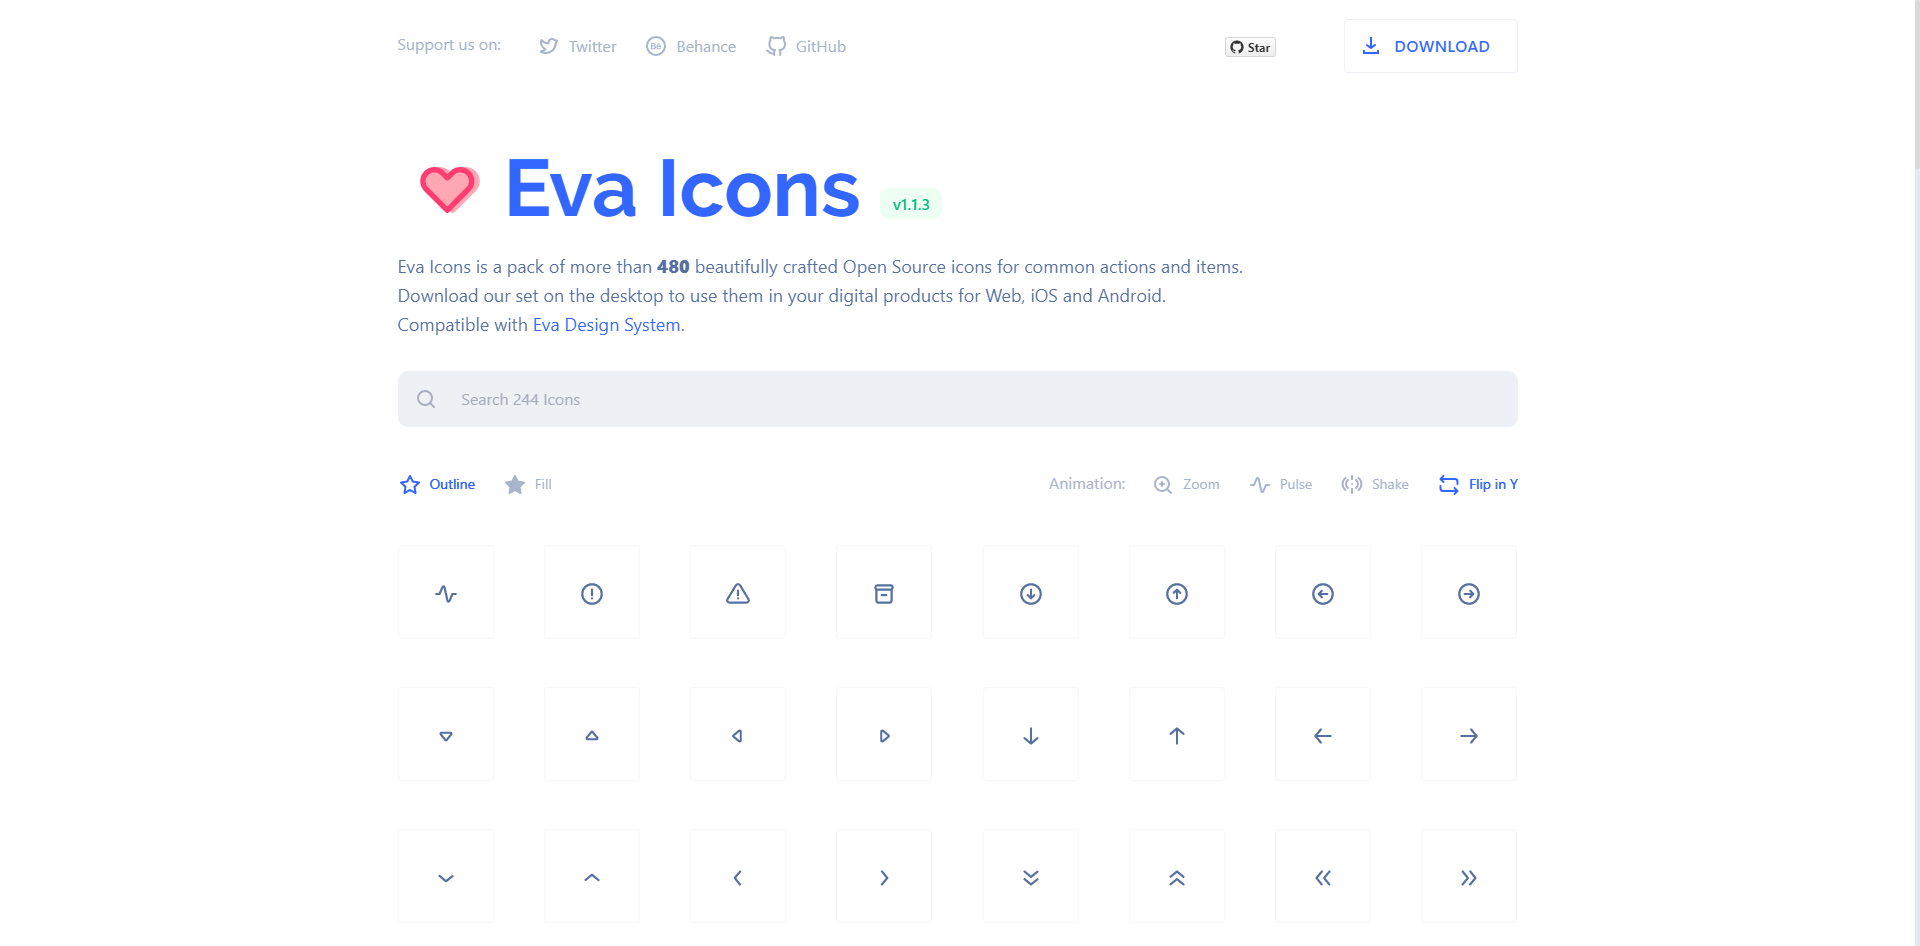 Support us on:
Twitter
Behance
GitHub
Star
DOWNLOAD
Eva Icons
v1.1.3
Eva Icons is a pack of more than 480 beautifully crafted Open Source icons for common actions and items.
Download our set on the desktop to use them in your digital products for Web, iOS and Android.
Compatible with Eva Design System.
Search 244 Icons
Outline
Fill
Animation:
Zoom
Pulse
Shake
Flip in Y